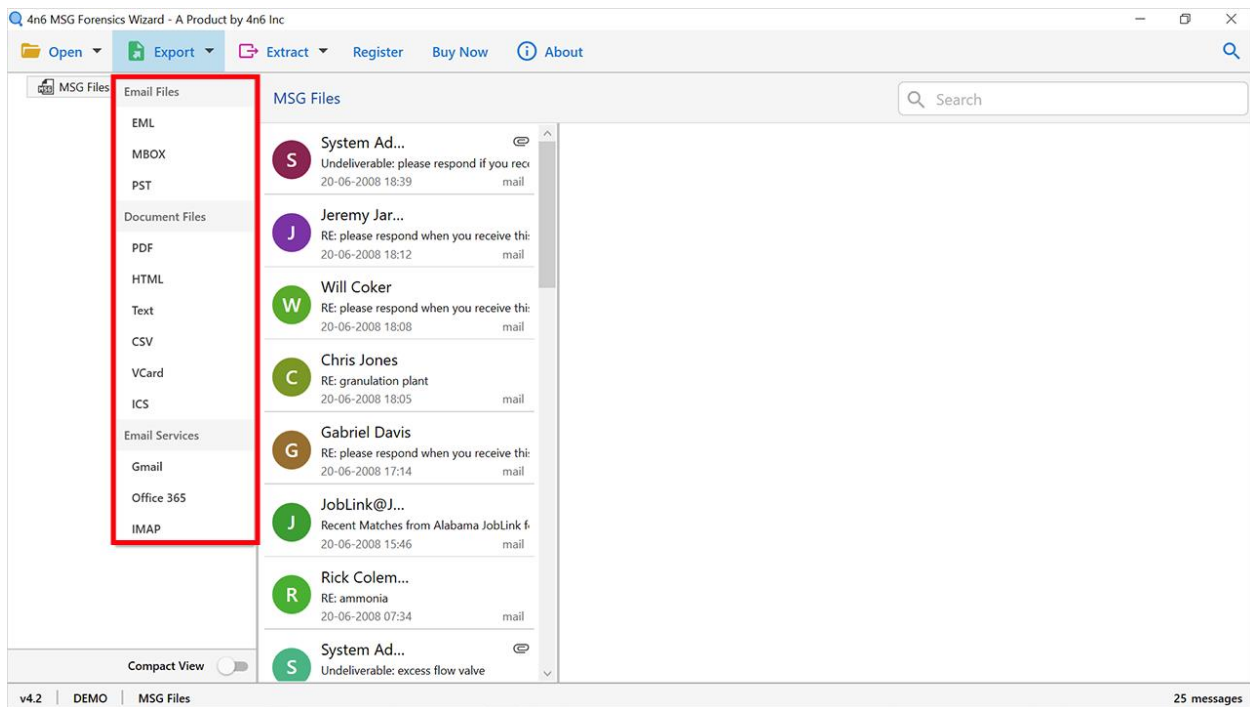 4n6 MSG Forensics Wizard - A Product by 4n6 Inc
Open Export Extract Register Buy Now About
MSG Files
Email Files
EML
MBOX
PST
Document Files
PDF
HTML
Text
CSV
VCard
ICS
Email Services
Gmail
Office 365
IMAP
Compact View
MSG Files
Search
S
System Ad...
Undeliverable: please respond if you rec
20-06-2008 18:39 mail
J
Jeremy Jar...
RE: please respond when you receive thi
20-06-2008 18:12 mail
W
Will Coker
RE: please respond when you receive thi
20-06-2008 18:08 mail
C
Chris Jones
RE: granulation plant
20-06-2008 18:05 mail
G
Gabriel Davis
RE: please respond when you receive thi
20-06-2008 17:14 mail
J
JobLink@J...
Recent Matches from Alabama JobLink f
20-06-2008 15:46 mail
R
Rick Colem...
RE: ammonia
20-06-2008 07:34 mail
S
System Ad...
Undeliverable: excess flow valve
v4.2 DEMO MSG Files 25 messages